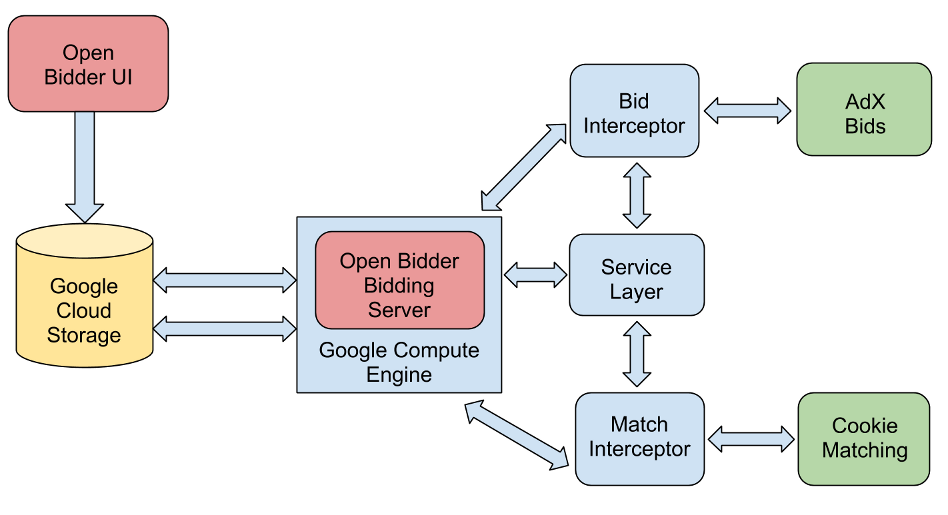 Open
Bidder UI
Google
Cloud
Storage
Open Bidder
Bidding
Server
Google Compute
Engine
Bid
Interceptor
AdX
Bids
Service
Layer
Match
Interceptor
Cookie
Matching